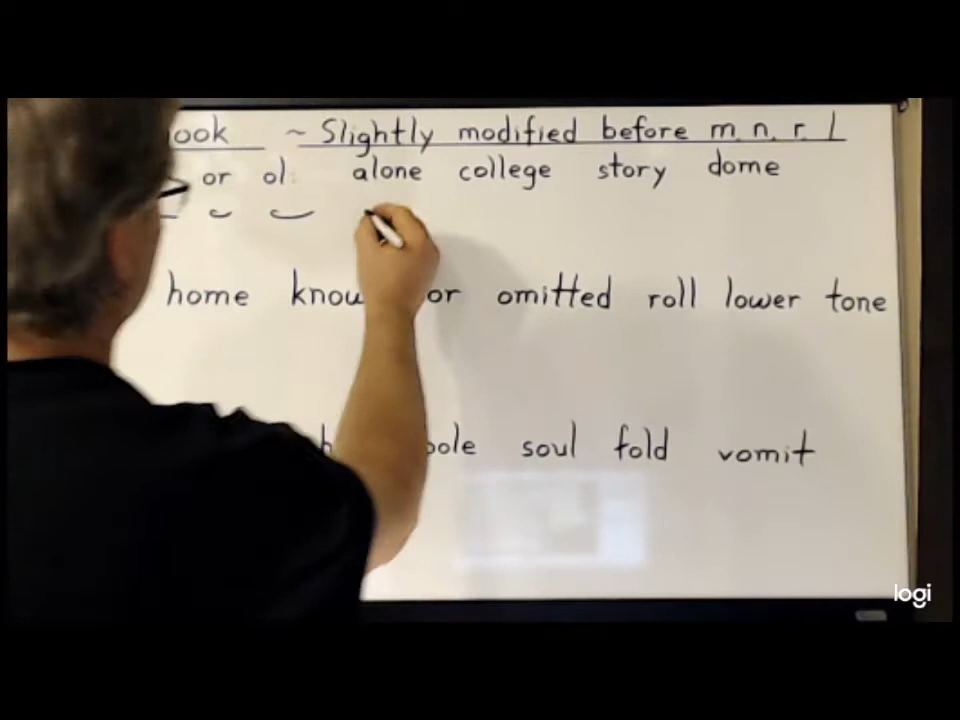 ook ~ Slightly modified before m. n. r. l
or ol: alone college story dome
home know or omitted roll lower tone
ole soul fold vomit
logi